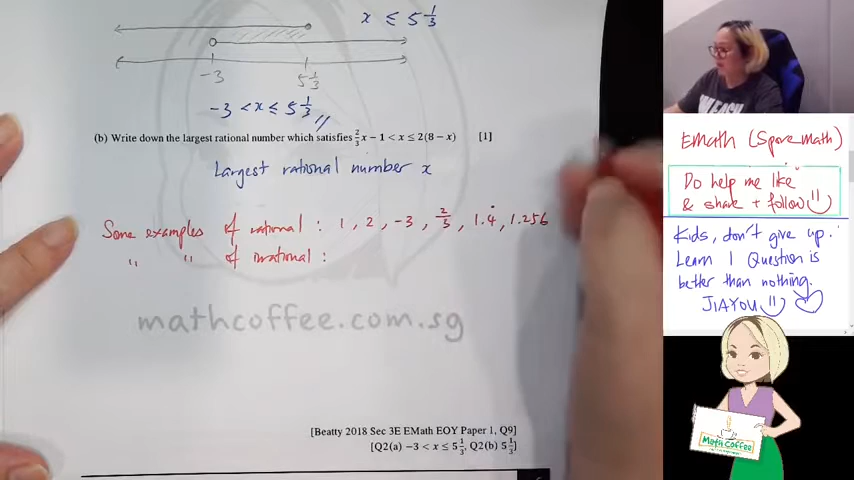 x ≤ 5 1/3
-3
5 1/3
-3 < x ≤ 5 1/3 //
(b) Write down the largest rational number which satisfies 2/3 x − 1 < x ≤ 2(8 − x) [1]
Largest rational number x
Some examples of rational : 1 , 2 , -3 , 2/5 , 1.4̇ , 1.256
" " of irrational :
mathcoffee.com.sg
[Beatty 2018 Sec 3E EMath EOY Paper 1, Q9]
[Q2(a) −3 < x ≤ 5 1/3, Q2(b) 5 1/3]
EMath (Spore Math)
Do help me like
& share + follow
Kids, don't give up.
Learn 1 Question is
better than nothing.
JIAYOU
Math Coffee